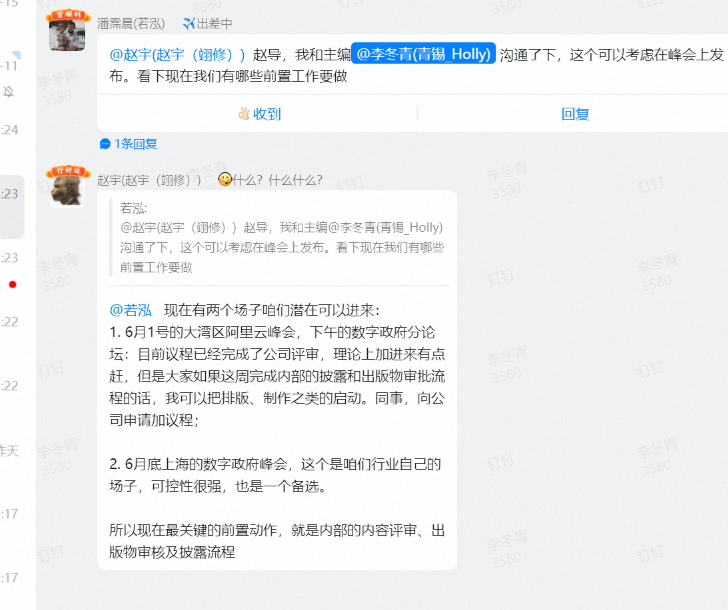 潘霈晨(若泓) ✈️出差中
-11
@赵宇(赵宇（翊修）) 赵导，我和主编@李冬青(青锡_Holly) 沟通了下，这个可以考虑在峰会上发
布。看下现在我们有哪些前置工作要做
:24
👌🏻收到 回复
1条回复
:23
赵宇(赵宇（翊修）) 什么？什么什么？
若泓:
@赵宇(赵宇（翊修）) 赵导，我和主编@李冬青(青锡_Holly)
沟通了下，这个可以考虑在峰会上发布。看下现在我们有哪些
前置工作要做
:23
@若泓 现在有两个场子咱们潜在可以进来：
:22
1. 6月1号的大湾区阿里云峰会，下午的数字政府分论
坛：目前议程已经完成了公司评审，理论上加进来有点
赶，但是大家如果这周完成内部的披露和出版物审批流
:22
程的话，我可以把排版、制作之类的启动。同事，向公
司申请加议程；
昨天
2. 6月底上海的数字政府峰会，这个是咱们行业自己的
场子，可控性很强，也是一个备选。
:17
所以现在最关键的前置动作，就是内部的内容评审、出
版物审核及披露流程
:17
李冬青
3580
钉钉